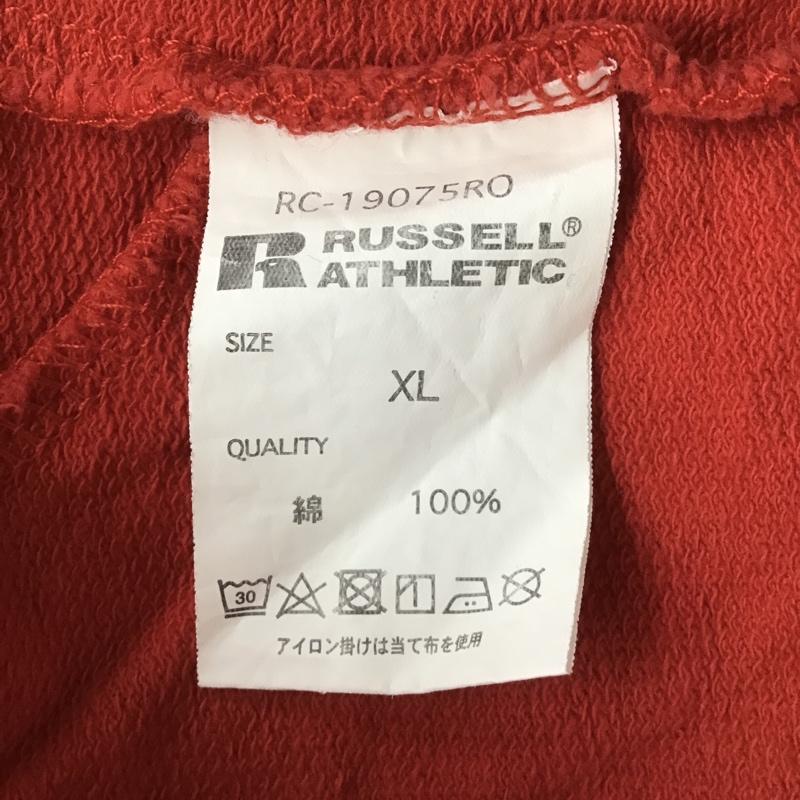 RC-19075RO
RUSSELL®
ATHLETIC
SIZE
XL
QUALITY
綿 100%
30
アイロン掛けは当て布を使用